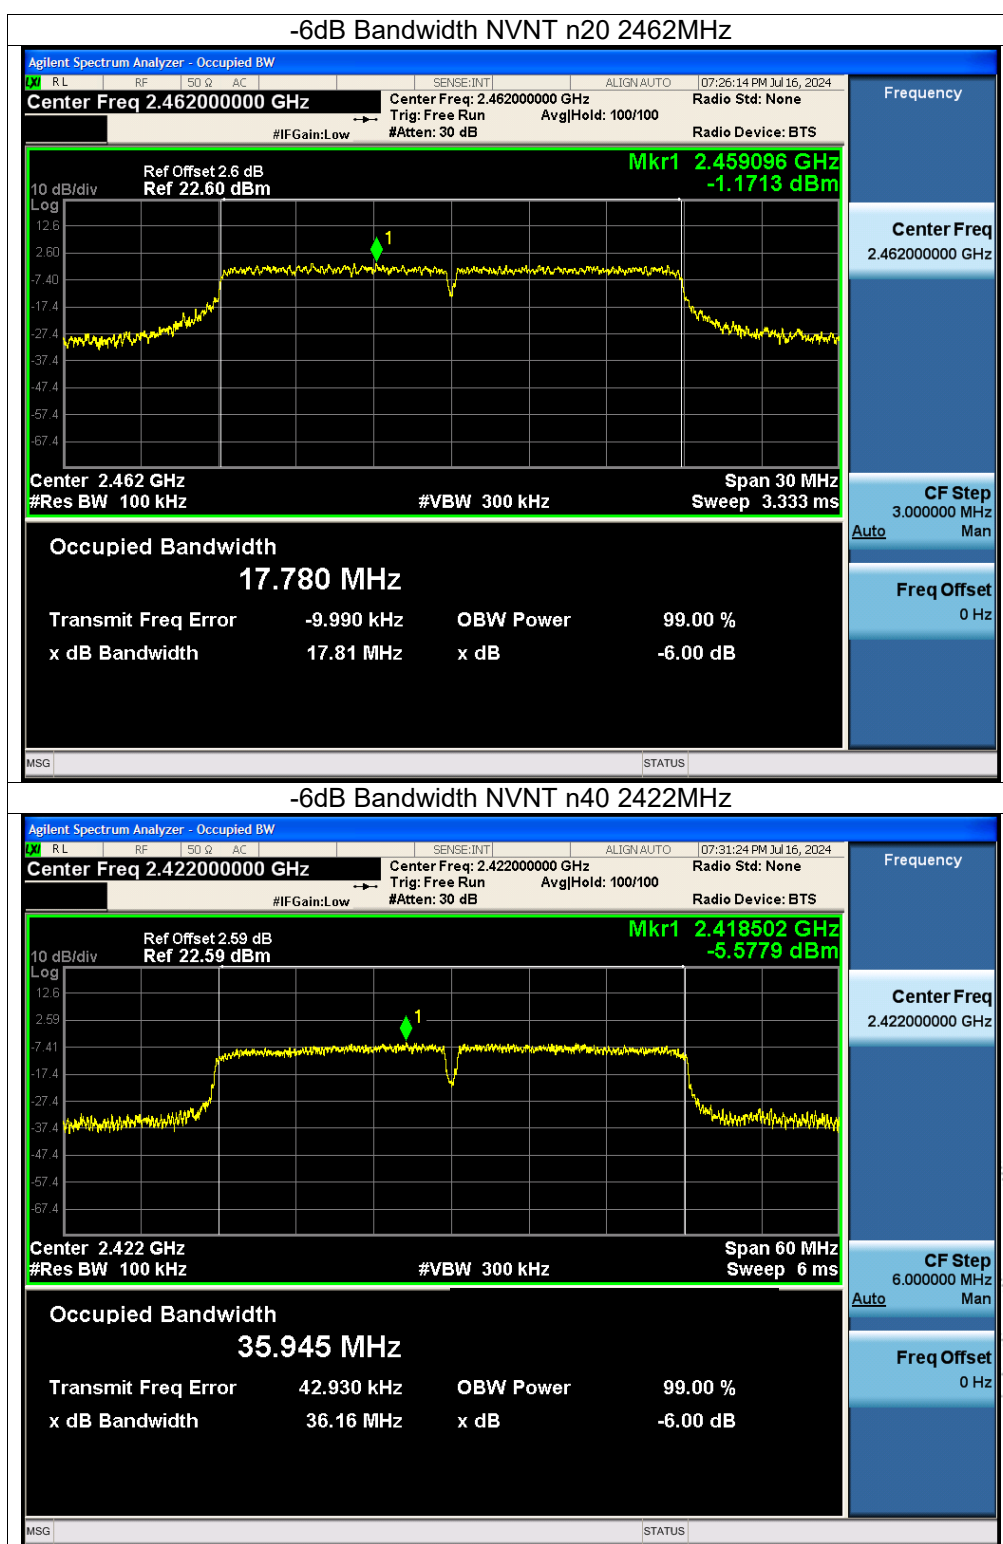 -6dB Bandwidth NVNT n20 2462MHz
Agilent Spectrum Analyzer - Occupied BW
LXI RL RF 50 Ω AC SENSE:INT ALIGN AUTO 07:26:14 PM Jul 16, 2024
Center Freq 2.462000000 GHz Center Freq: 2.462000000 GHz Radio Std: None Frequency
Trig: Free Run Avg|Hold: 100/100
#IFGain:Low #Atten: 30 dB Radio Device: BTS
Mkr1 2.459096 GHz
Ref Offset 2.6 dB
10 dB/div Ref 22.60 dBm -1.1713 dBm
Log
12.6
1
Center Freq
2.462000000 GHz
2.60
-7.40
-17.4
-27.4
-37.4
-47.4
-57.4
-67.4
Center 2.462 GHz Span 30 MHz
#Res BW 100 kHz #VBW 300 kHz Sweep 3.333 ms
CF Step
3.000000 MHz
Auto Man
Occupied Bandwidth
17.780 MHz
Freq Offset
0 Hz
Transmit Freq Error -9.990 kHz OBW Power 99.00 %
x dB Bandwidth 17.81 MHz x dB -6.00 dB
MSG STATUS
-6dB Bandwidth NVNT n40 2422MHz
Agilent Spectrum Analyzer - Occupied BW
LXI RL RF 50 Ω AC SENSE:INT ALIGN AUTO 07:31:24 PM Jul 16, 2024
Center Freq 2.422000000 GHz Center Freq: 2.422000000 GHz Radio Std: None Frequency
Trig: Free Run Avg|Hold: 100/100
#IFGain:Low #Atten: 30 dB Radio Device: BTS
Mkr1 2.418502 GHz
Ref Offset 2.59 dB
10 dB/div Ref 22.59 dBm -5.5779 dBm
Log
12.6
Center Freq
2.422000000 GHz
2.59
1
-7.41
-17.4
-27.4
-37.4
-47.4
-57.4
-67.4
Center 2.422 GHz Span 60 MHz
#Res BW 100 kHz #VBW 300 kHz Sweep 6 ms
CF Step
6.000000 MHz
Auto Man
Occupied Bandwidth
35.945 MHz
Freq Offset
0 Hz
Transmit Freq Error 42.930 kHz OBW Power 99.00 %
x dB Bandwidth 36.16 MHz x dB -6.00 dB
MSG STATUS